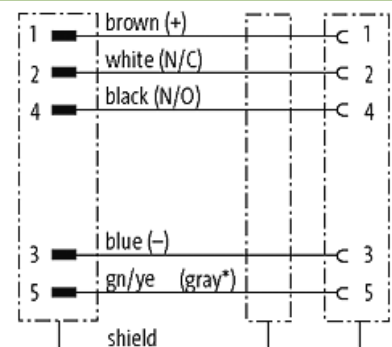 1 brown (+) 1
2 white (N/C) 2
4 black (N/O) 4
3 blue (–) 3
5 gn/ye (gray*) 5
shield